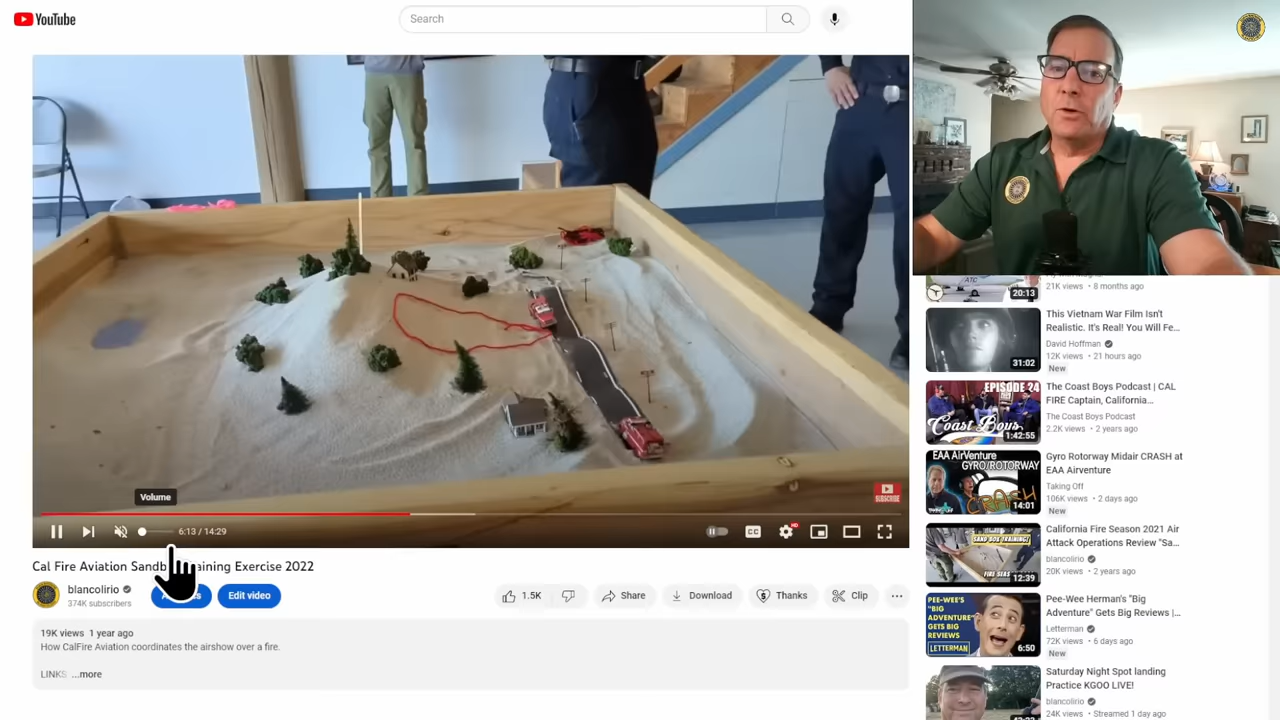 YouTube
Search
SUBSCRIBE
Volume
6:13 / 14:29
CC
HD
Cal Fire Aviation Sandb aining Exercise 2022
blancolirio
374K subscribers
Edit video
1.5K
Share
Download
Thanks
Clip
19K views 1 year ago
How CalFire Aviation coordinates the airshow over a fire.
LINKS ...more
ATC
20:13
21K views • 8 months ago
31:02
This Vietnam War Film Isn't
Realistic. It's Real! You Will Fe...
David Hoffman
12K views • 21 hours ago
New
EPISODE 24
Coast Boys
1:42:55
The Coast Boys Podcast | CAL
FIRE Captain, California...
The Coast Boys Podcast
2.2K views • 2 years ago
EAA AirVenture
GYRO/ROTORWAY
CRASH
14:01
Gyro Rotorway Midair CRASH at
EAA Airventure
Taking Off
106K views • 2 days ago
New
SAND BOX TRAINING!
12:39
California Fire Season 2021 Air
Attack Operations Review "Sa...
blancolirio
20K views • 2 years ago
PEE-WEE'S
"BIG
ADVENTURE"
GETS BIG
REVIEWS
LETTERMAN
6:50
Pee-Wee Herman's "Big
Adventure" Gets Big Reviews |...
Letterman
72K views • 6 days ago
New
Saturday Night Spot landing
Practice KGOO LIVE!
blancolirio
24K views • Streamed 1 day ago